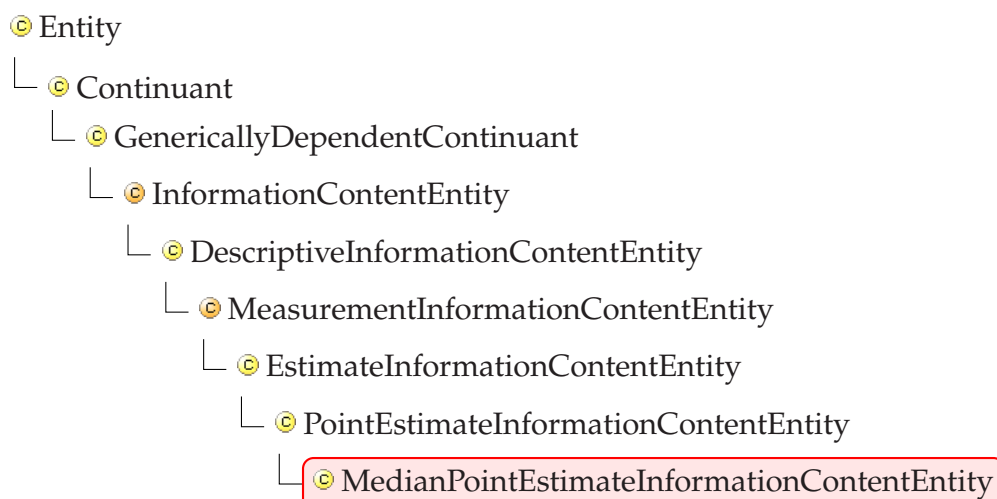 Entity
Continuant
GenericallyDependentContinuant
InformationContentEntity
DescriptiveInformationContentEntity
MeasurementInformationContentEntity
EstimateInformationContentEntity
PointEstimateInformationContentEntity
MedianPointEstimateInformationContentEntity